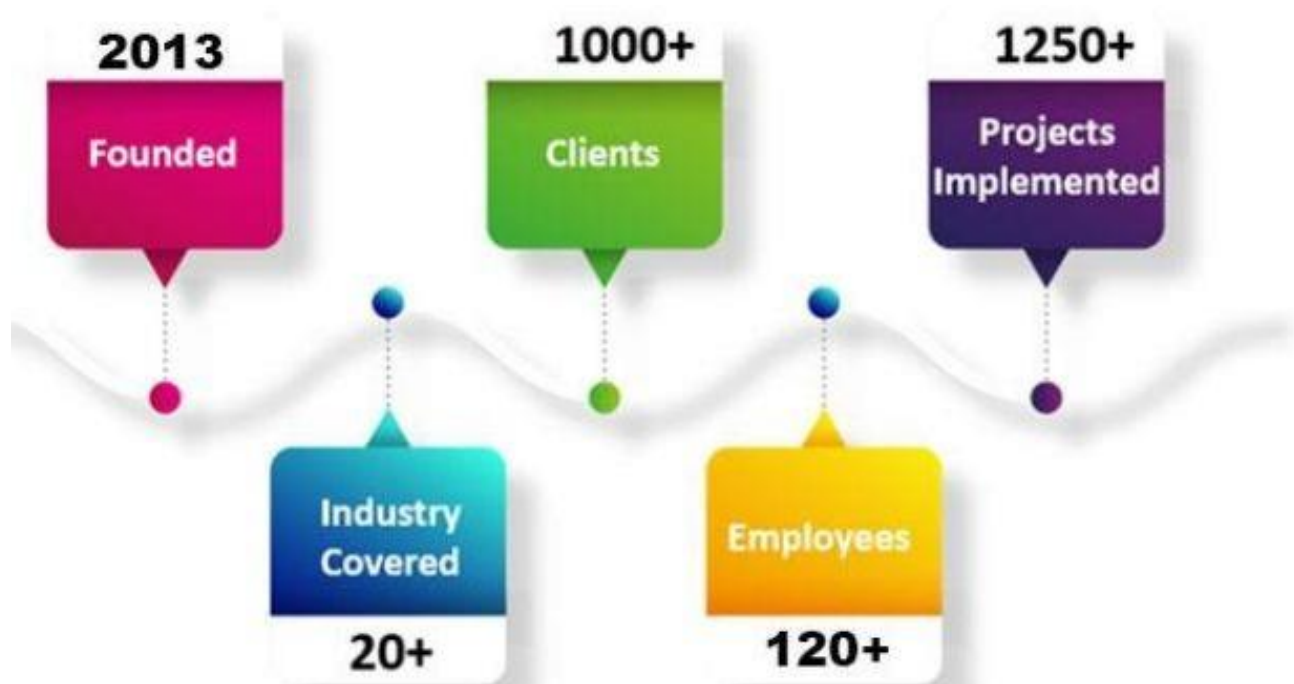 2013
Founded
Industry
Covered
20+
1000+
Clients
Employees
120+
1250+
Projects
Implemented